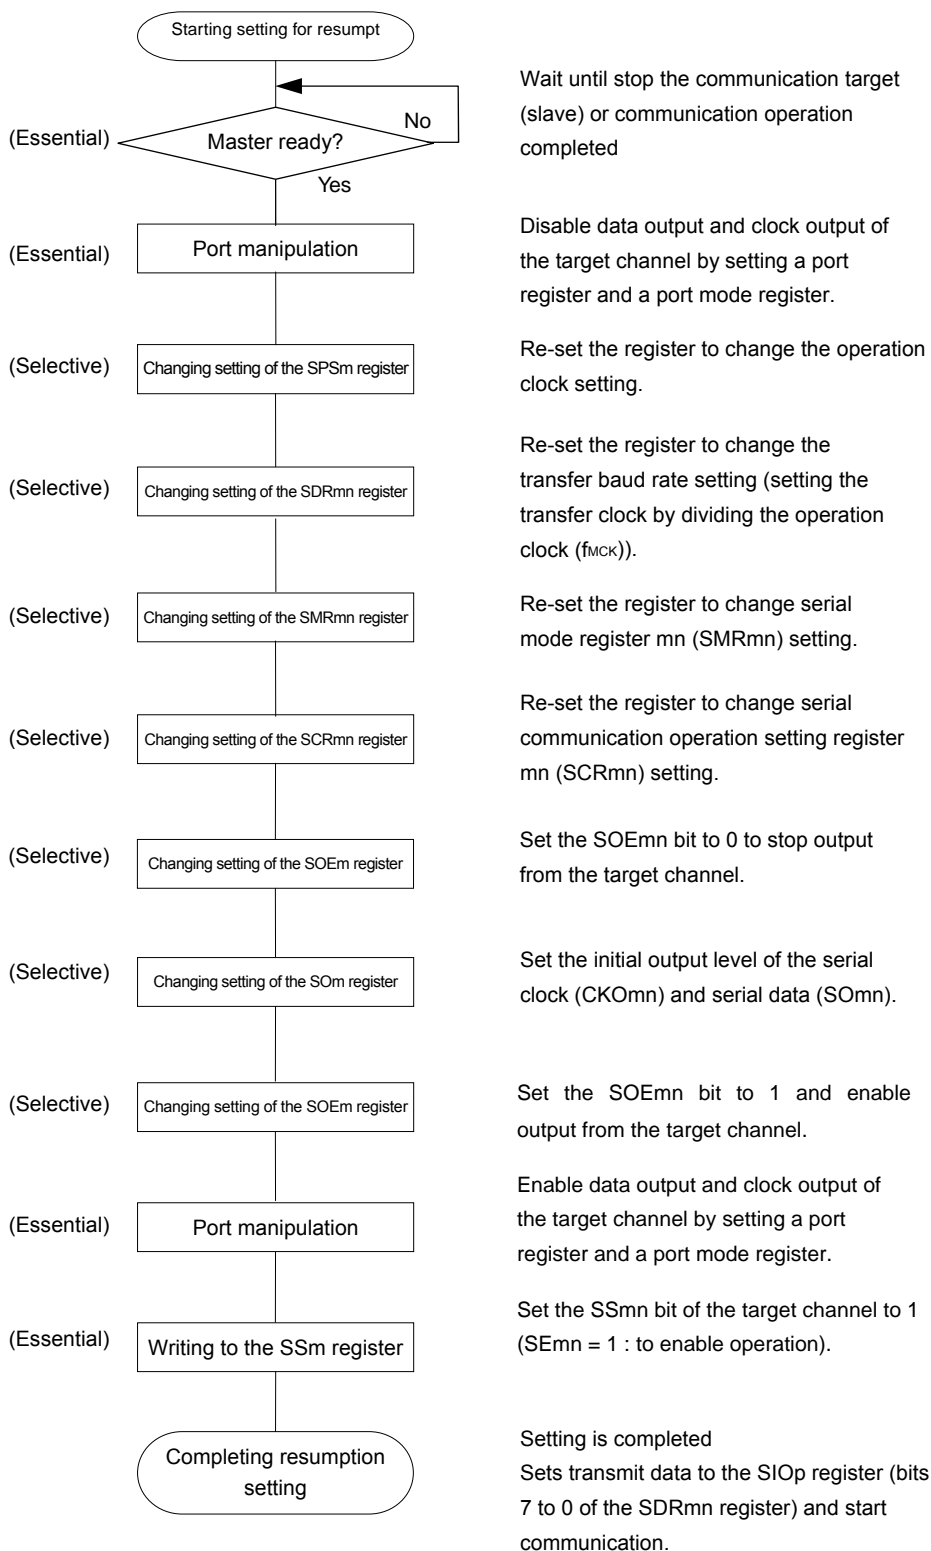 Starting setting for resumpt
Wait until stop the communication target
(slave) or communication operation
completed
(Essential)
Master ready?
No
Yes
(Essential)
Port manipulation
Disable data output and clock output of
the target channel by setting a port
register and a port mode register.
(Selective)
Changing setting of the SPSm register
Re-set the register to change the operation
clock setting.
(Selective)
Changing setting of the SDRmn register
Re-set the register to change the
transfer baud rate setting (setting the
transfer clock by dividing the operation
clock (fMCK)).
(Selective)
Changing setting of the SMRmn register
Re-set the register to change serial
mode register mn (SMRmn) setting.
(Selective)
Changing setting of the SCRmn register
Re-set the register to change serial
communication operation setting register
mn (SCRmn) setting.
(Selective)
Changing setting of the SOEm register
Set the SOEmn bit to 0 to stop output
from the target channel.
(Selective)
Changing setting of the SOm register
Set the initial output level of the serial
clock (CKOmn) and serial data (SOmn).
(Selective)
Changing setting of the SOEm register
Set the SOEmn bit to 1 and enable
output from the target channel.
(Essential)
Port manipulation
Enable data output and clock output of
the target channel by setting a port
register and a port mode register.
(Essential)
Writing to the SSm register
Set the SSmn bit of the target channel to 1
(SEmn = 1 : to enable operation).
Completing resumption
setting
Setting is completed
Sets transmit data to the SIOp register (bits
7 to 0 of the SDRmn register) and start
communication.